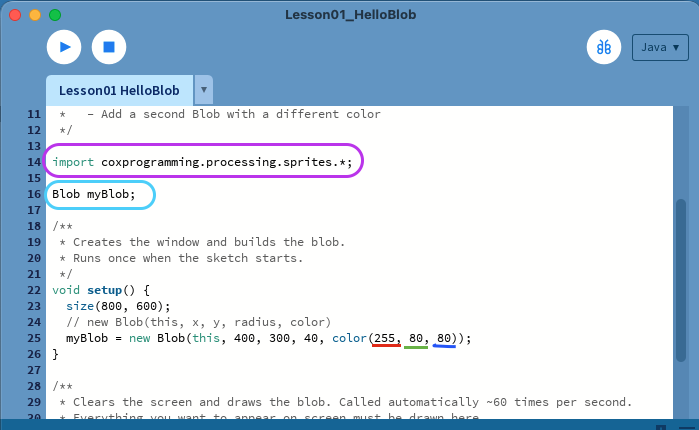 Lesson01_HelloBlob
Java ▾
Lesson01 HelloBlob ▾
11 *   – Add a second Blob with a different color
12 */
13
14 import coxprogramming.processing.sprites.*;
15
16 Blob myBlob;
17
18 /**
19 * Creates the window and builds the blob.
20 * Runs once when the sketch starts.
21 */
22 void setup() {
23   size(800, 600);
24   // new Blob(this, x, y, radius, color)
25   myBlob = new Blob(this, 400, 300, 40, color(255, 80, 80));
26 }
27
28 /**
29 * Clears the screen and draws the blob. Called automatically ~60 times per second.
30 * Everything you want to appear on screen must be drawn here